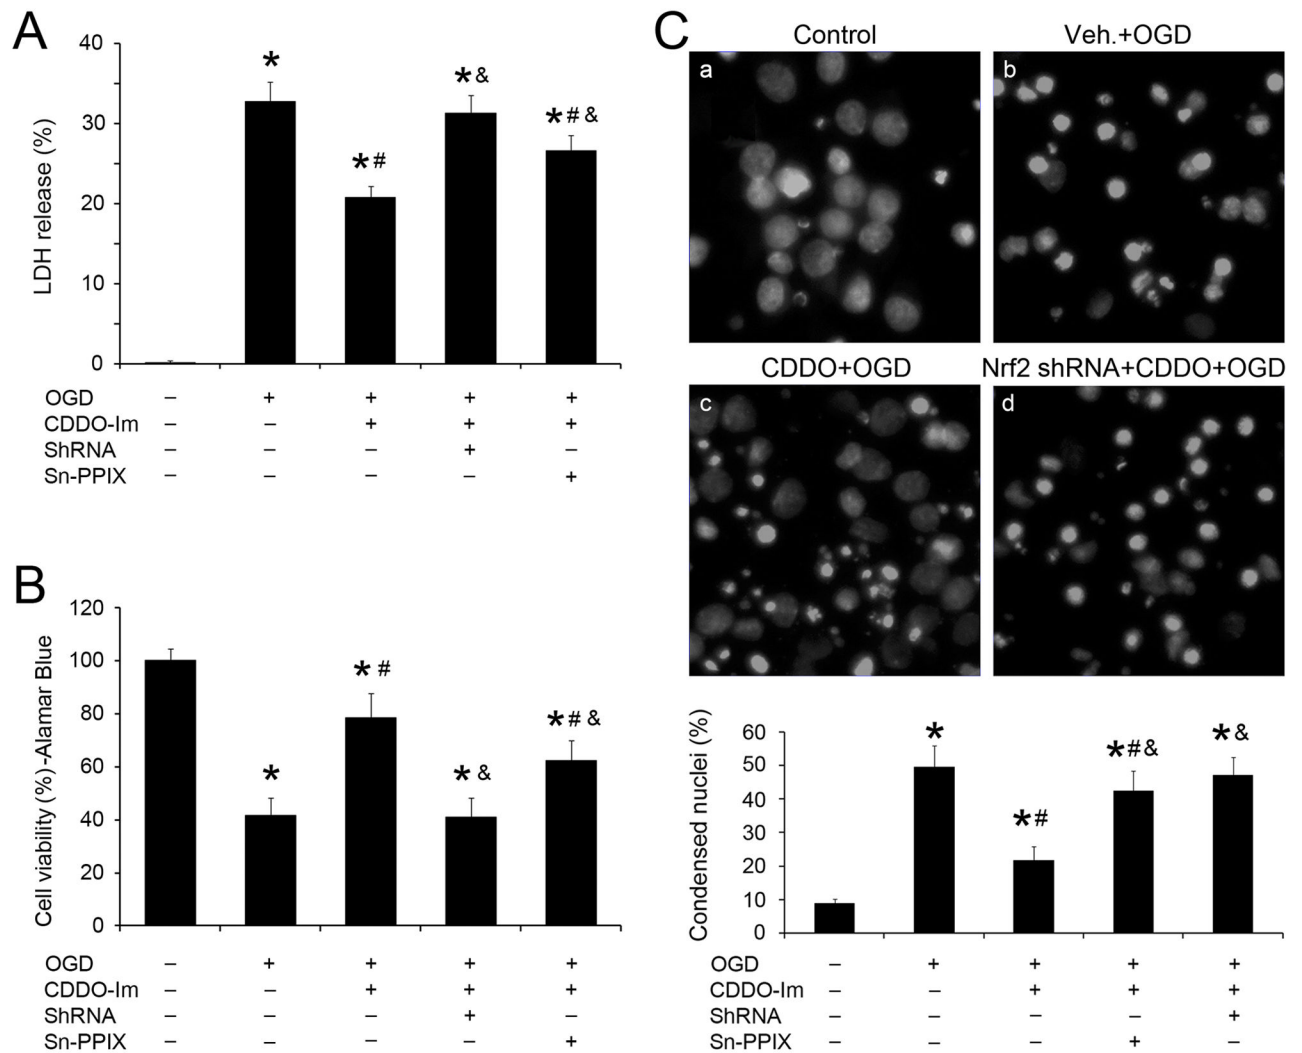 A
40
30
20
10
0
LDH release (%)
* *# *& *#&
OGD – + + + +
CDDO-Im – – + + +
ShRNA – – – + –
Sn-PPIX – – – – +
B
120
100
80
60
40
20
0
Cell viability (%)-Alamar Blue
* *# *& *#&
OGD – + + + +
CDDO-Im – – + + +
ShRNA – – – + –
Sn-PPIX – – – – +
C
Control Veh.+OGD
a b
CDDO+OGD Nrf2 shRNA+CDDO+OGD
c d
60
50
40
30
20
10
0
Condensed nuclei (%)
* *# *#& *&
OGD – + + + +
CDDO-Im – – + + +
ShRNA – – – – +
Sn-PPIX – – – + –